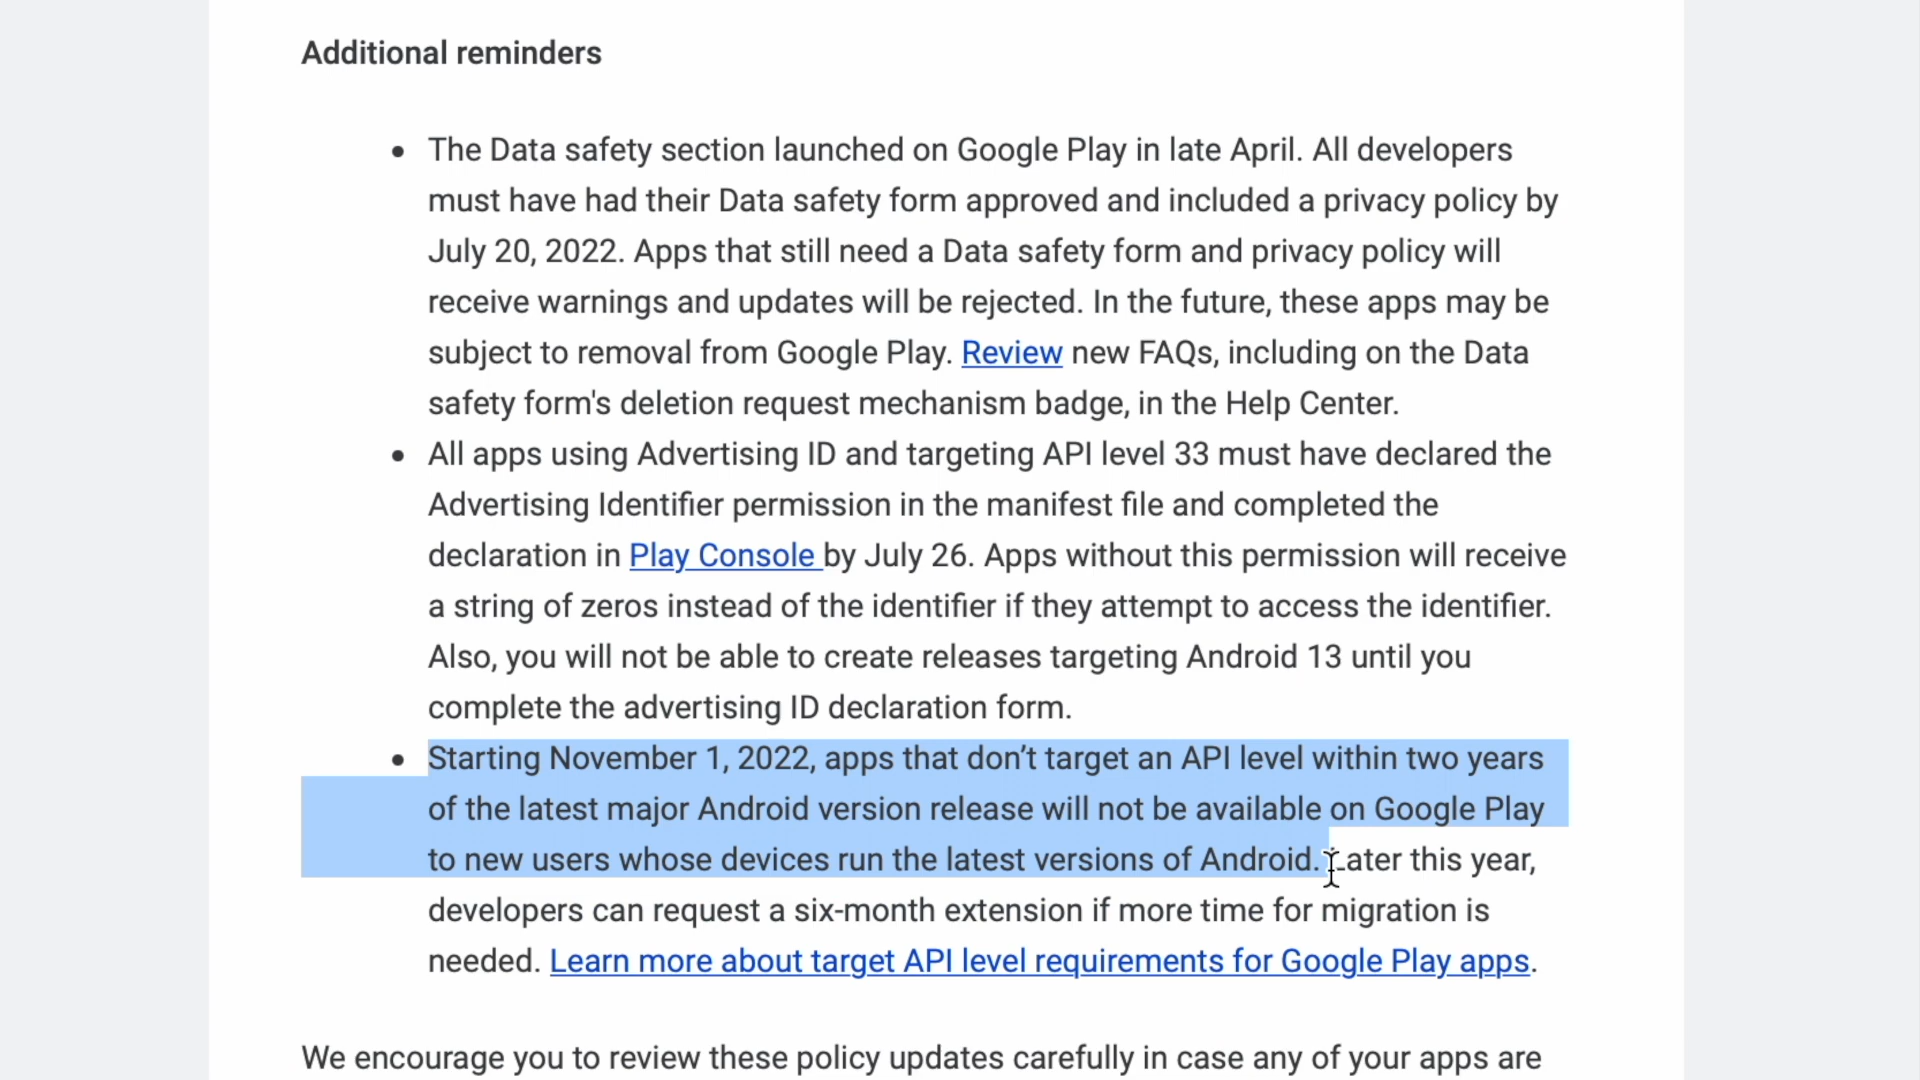 Additional reminders
The Data safety section launched on Google Play in late April. All developers
must have had their Data safety form approved and included a privacy policy by
July 20, 2022. Apps that still need a Data safety form and privacy policy will
receive warnings and updates will be rejected. In the future, these apps may be
subject to removal from Google Play. Review new FAQs, including on the Data
safety form's deletion request mechanism badge, in the Help Center.
All apps using Advertising ID and targeting API level 33 must have declared the
Advertising Identifier permission in the manifest file and completed the
declaration in Play Console by July 26. Apps without this permission will receive
a string of zeros instead of the identifier if they attempt to access the identifier.
Also, you will not be able to create releases targeting Android 13 until you
complete the advertising ID declaration form.
Starting November 1, 2022, apps that don’t target an API level within two years
of the latest major Android version release will not be available on Google Play
to new users whose devices run the latest versions of Android. Later this year,
developers can request a six-month extension if more time for migration is
needed. Learn more about target API level requirements for Google Play apps.
We encourage you to review these policy updates carefully in case any of your apps are